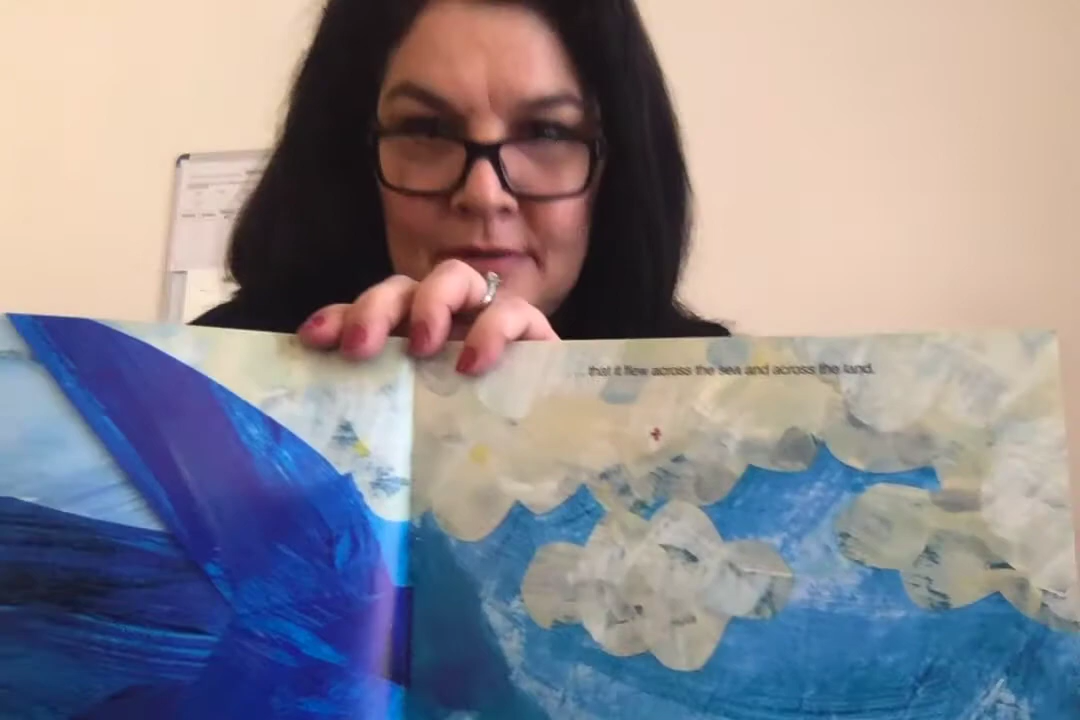 that it flew across the sea and across the land.